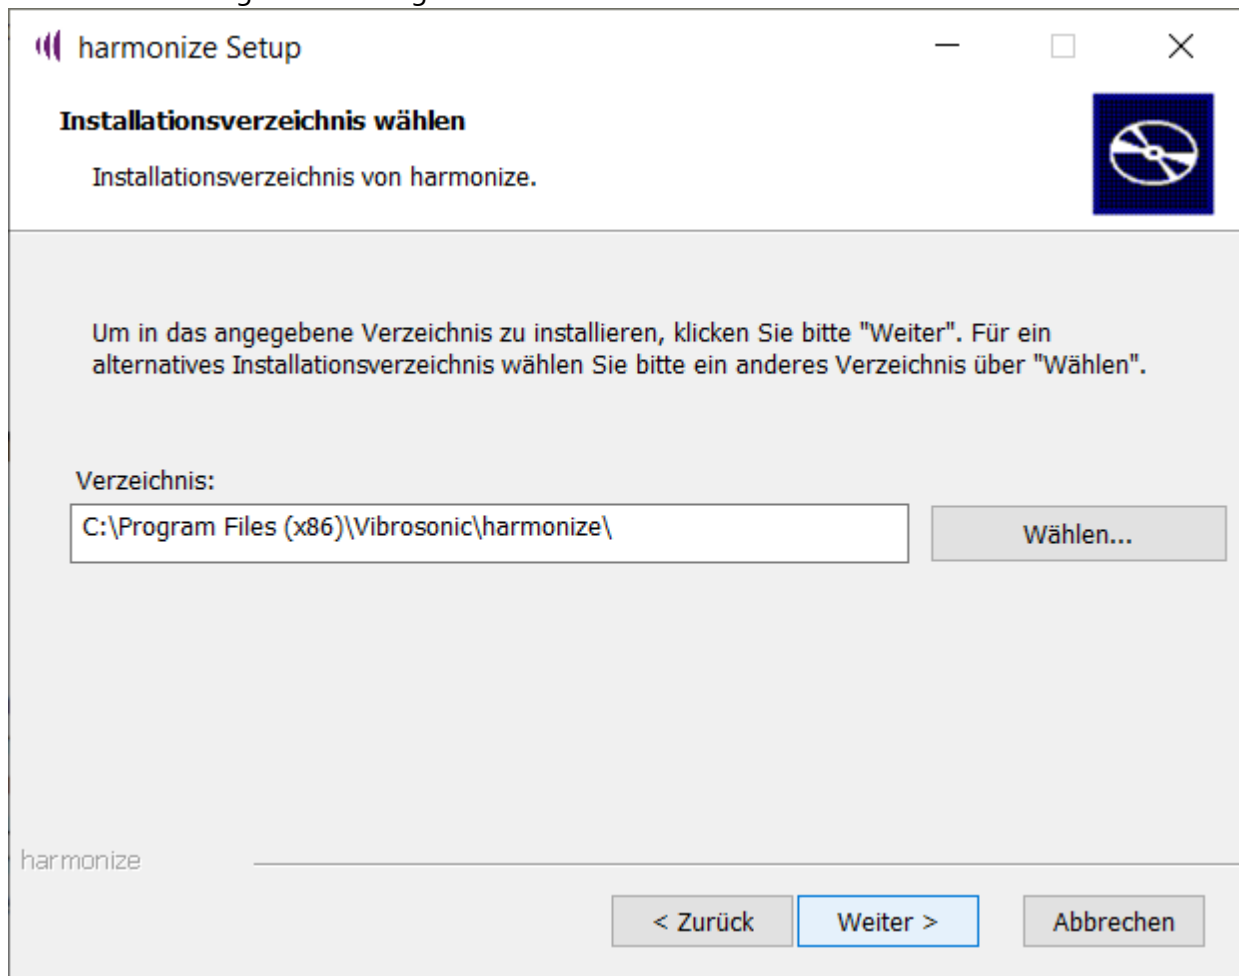 harmonize Setup
Installationsverzeichnis wählen
Installationsverzeichnis von harmonize.
Um in das angegebene Verzeichnis zu installieren, klicken Sie bitte "Weiter". Für ein
alternatives Installationsverzeichnis wählen Sie bitte ein anderes Verzeichnis über "Wählen".
Verzeichnis:
C:\Program Files (x86)\Vibrosonic\harmonize\
Wählen...
harmonize
< Zurück
Weiter >
Abbrechen